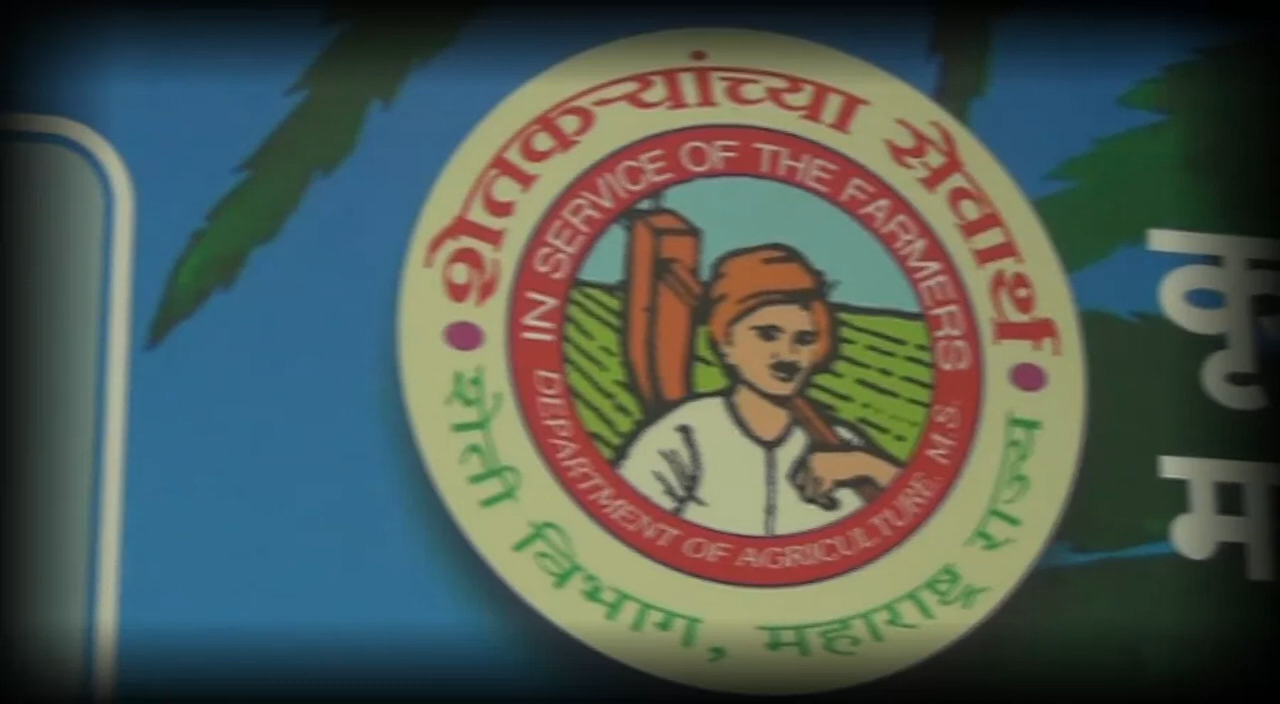 शेतकऱ्यांच्या सेवार्थ
IN SERVICE OF THE FARMERS
DEPARTMENT OF AGRICULTURE. M.S.
शेती विभाग, महाराष्ट्र राज्य
कृ
म